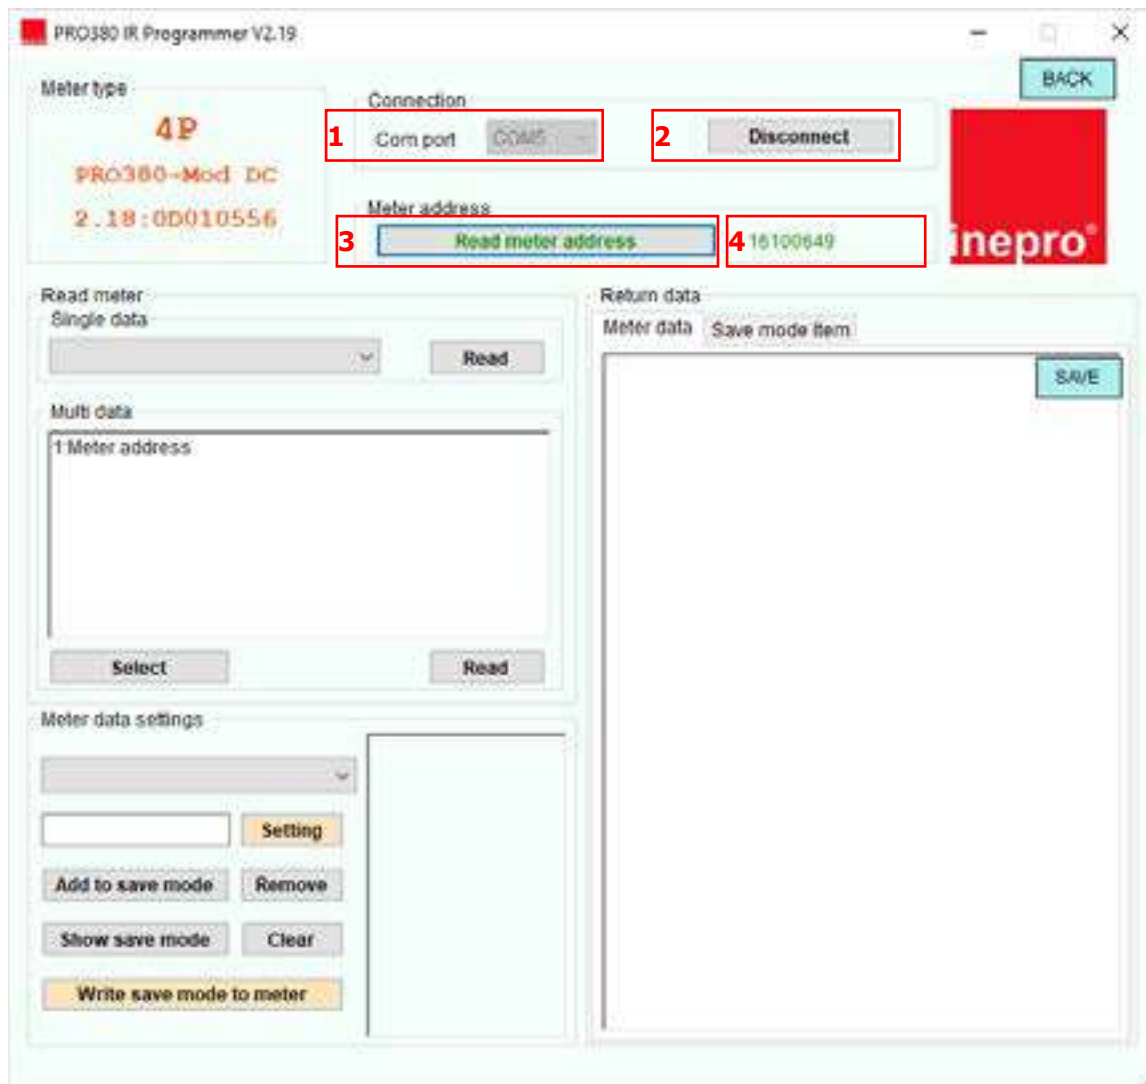 PRO380 IR Programmer V2.19
BACK
Meter type
4P
PRO380-Mod DC
2.18:0D010556
Connection
1 Com port COM5
2 Disconnect
Meter address
3 Read meter address
4 16100649
inepro®
Read meter
Single data
Read
Multi data
1 Meter address
Select Read
Meter data settings
Setting
Add to save mode Remove
Show save mode Clear
Write save mode to meter
Return data
Meter data Save mode item
SAVE